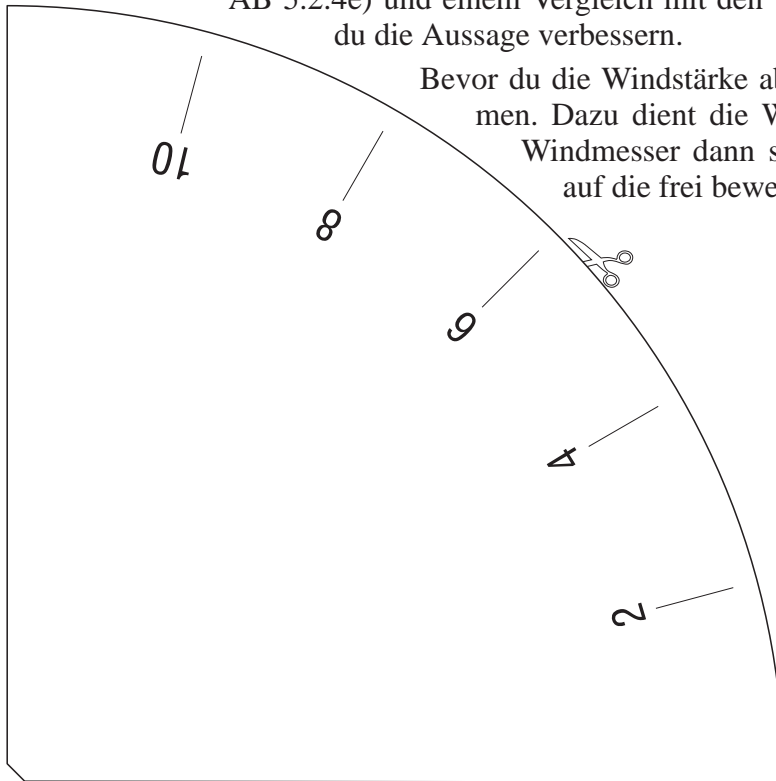 AB 5.2.4e) und einem Vergleich mit den
du die Aussage verbessern.
Bevor du die Windstärke ab
men. Dazu dient die W
Windmesser dann s
auf die frei bewe
10
8
6
4
2